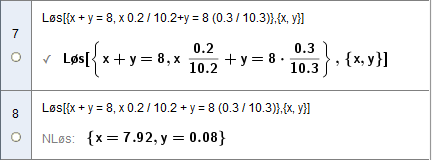 7
Løs[{x + y = 8, x 0.2 / 10.2+y = 8 (0.3 / 10.3)},{x, y}]
✓ Løs[{x + y = 8, x 0.2/10.2 + y = 8 · 0.3/10.3}, {x, y}]
8
Løs[{x + y = 8, x 0.2 / 10.2 + y = 8 (0.3 / 10.3)},{x, y}]
NLøs: {x = 7.92, y = 0.08}